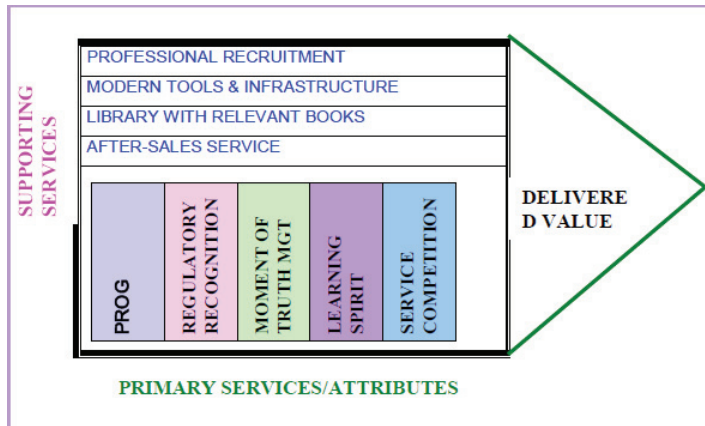 SUPPORTING
SERVICES
PROFESSIONAL RECRUITMENT
MODERN TOOLS & INFRASTRUCTURE
LIBRARY WITH RELEVANT BOOKS
AFTER-SALES SERVICE
PROG
REGULATORY
RECOGNITION
MOMENT OF
TRUTH MGT
LEARNING
SPIRIT
SERVICE
COMPETITION
DELIVERE
D VALUE
PRIMARY SERVICES/ATTRIBUTES